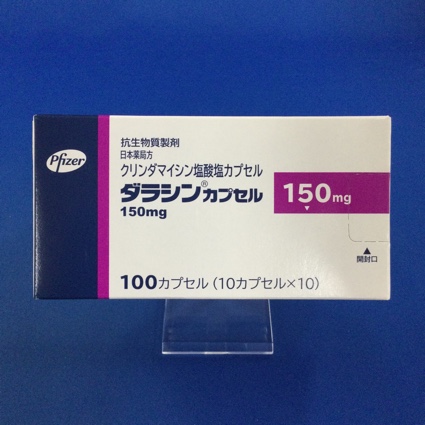 Pfizer
抗生物質製剤
日本薬局方
クリンダマイシン塩酸塩カプセル
ダラシン®カプセル
150mg
150mg
開封口
100カプセル（10カプセル×10）